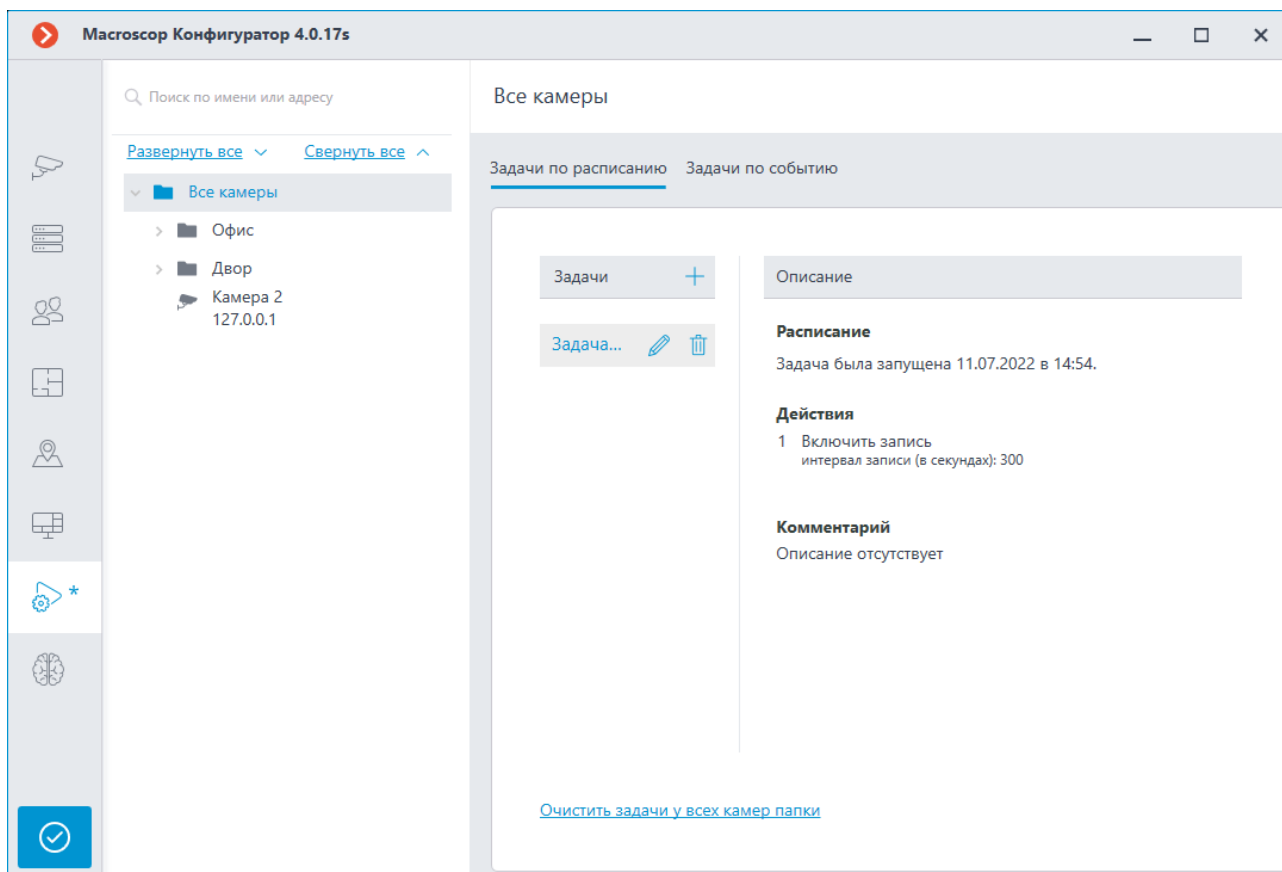 Macroscop Конфигуратор 4.0.17s
Поиск по имени или адресу
Развернуть все Свернуть все
Все камеры
Офис
Двор
Камера 2
127.0.0.1
Все камеры
Задачи по расписанию Задачи по событию
Задачи
Задача...
Описание
Расписание
Задача была запущена 11.07.2022 в 14:54.
Действия
1 Включить запись
интервал записи (в секундах): 300
Комментарий
Описание отсутствует
Очистить задачи у всех камер папки